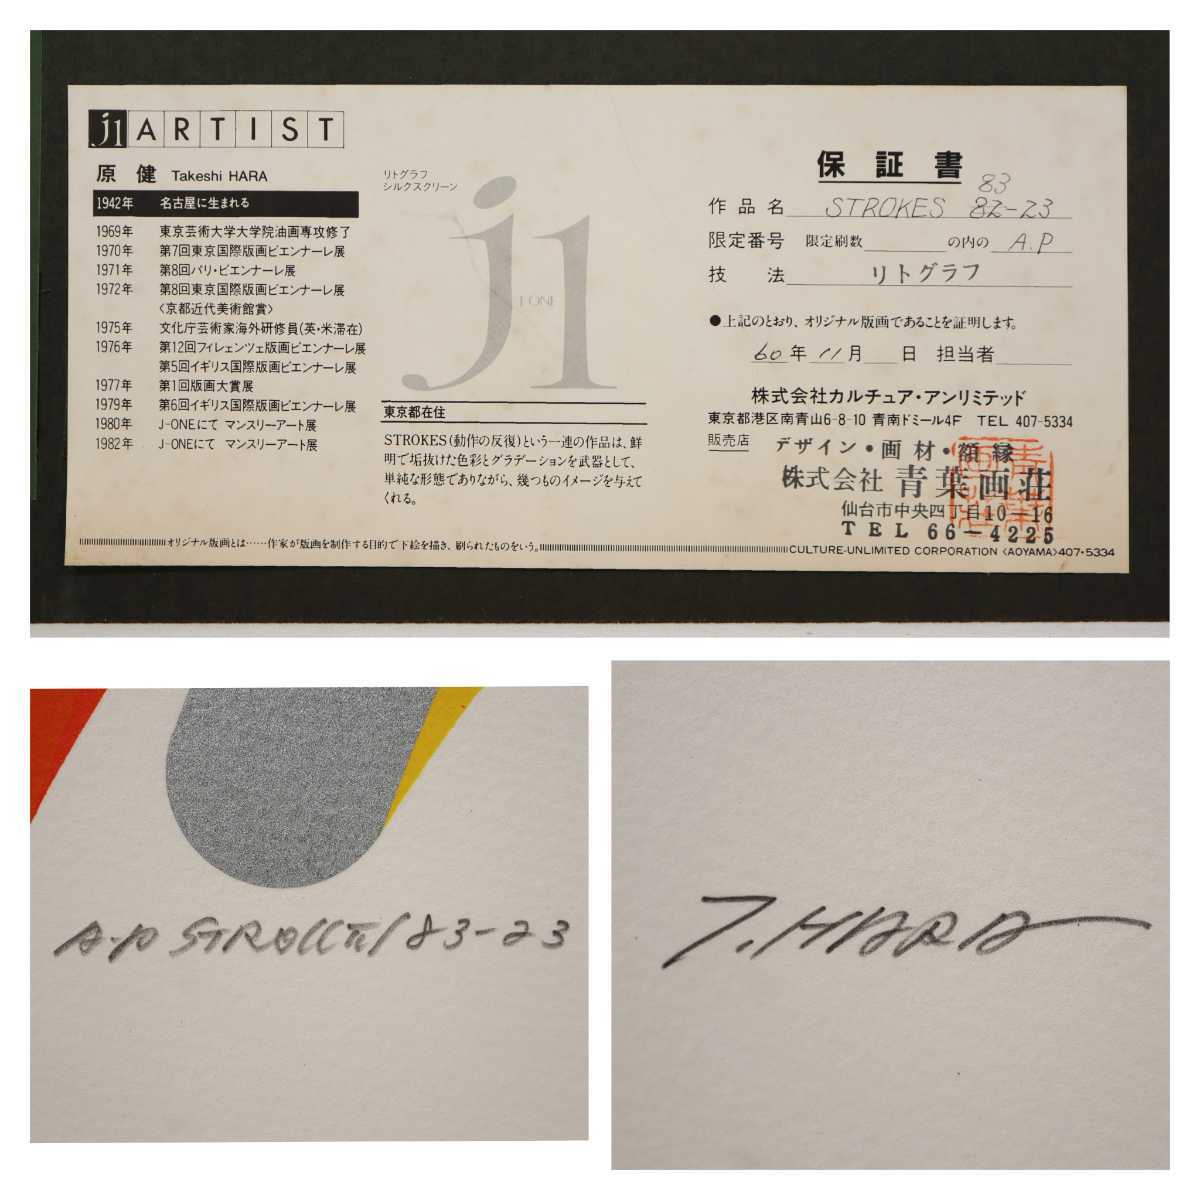 j1 ARTIST
原 健 Takeshi HARA
1942年 名古屋に生まれる
1969年 東京芸術大学大学院油画専攻修了
1970年 第7回東京国際版画ビエンナーレ展
1971年 第8回パリ・ビエンナーレ展
1972年 第8回東京国際版画ビエンナーレ展
〈京都近代美術館賞〉
1975年 文化庁芸術家海外研修員(英・米滞在)
1976年 第12回フィレンツェ版画ビエンナーレ展
第5回イギリス国際版画ビエンナーレ展
1977年 第1回版画大賞展
1979年 第6回イギリス国際版画ビエンナーレ展
1980年 J-ONEにて マンスリーアート展
1982年 J-ONEにて マンスリーアート展
リトグラフ
シルクスクリーン
j1
J ONE
東京都在住
STROKES(動作の反復)という一連の作品は、鮮
明で垢抜けた色彩とグラデーションを武器として、
単純な形態でありながら、幾つものイメージを与えて
くれる。
保証書
83
作品名 STROKES 82-23
限定番号 限定刷数 の内の A.P
技法 リトグラフ
●上記のとおり、オリジナル版画であることを証明します。
60年11月 日 担当者
株式会社カルチュア・アンリミテッド
東京都港区南青山6-8-10 青南ドミール4F TEL 407-5334
販売店 デザイン・画材・額縁
株式会社 青葉画荘
仙台市中央四丁目10-16
TEL 66-4225
オリジナル版画とは……作家が版画を制作する目的で下絵を描き、刷られたものをいう。
CULTURE-UNLIMITED CORPORATION〈AOYAMA〉407・5334
A.P STROKES 83-23
T.HARA